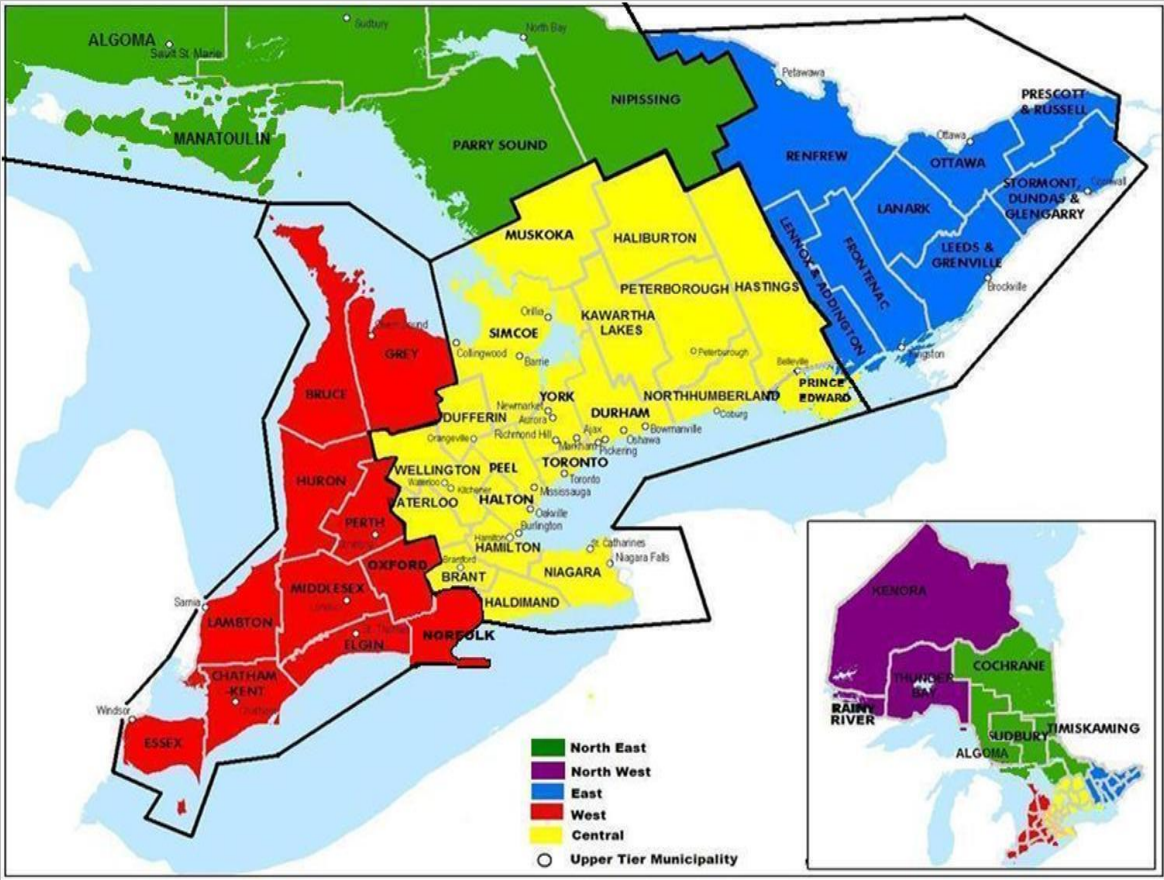 Sudbury
North Bay
ALGOMA
Sault St. Marie
Petawawa
NIPISSING
PRESCOTT
& RUSSELL
MANATOULIN
PARRY SOUND
Ottawa
OTTAWA
RENFREW
STORMONT,
DUNDAS &
GLENGARRY
Cornwall
LANARK
MUSKOKA
HALIBURTON
LENNOX & ADDINGTON
FRONTENAC
LEEDS &
GRENVILLE
Brockville
PETERBOROUGH
HASTINGS
Orillia
KAWARTHA
LAKES
SIMCOE
Owen Sound
GREY
Collingwood
Barrie
Peterborough
Kingston
Belleville
PRINCE
EDWARD
BRUCE
YORK
NORTHHUMBERLAND
Newmarket
Aurora
DURHAM
Coburg
DUFFERIN
Orangeville
Richmond Hill
Ajax
Bowmanville
Markham
Oshawa
Pickering
WELLINGTON
PEEL
TORONTO
Toronto
HURON
Waterloo
Kitchener
Mississauga
WATERLOO
HALTON
Oakville
PERTH
Burlington
Hamilton
HAMILTON
St. Catharines
Niagara Falls
OXFORD
Brantford
BRANT
NIAGARA
MIDDLESEX
London
HALDIMAND
Sarnia
LAMBTON
St. Thomas
ELGIN
NORFOLK
CHATHAM
-KENT
Chatham
Windsor
ESSEX
North East
North West
East
West
Central
Upper Tier Municipality
KENORA
COCHRANE
THUNDER
BAY
RAINY
RIVER
SUDBURY
TIMISKAMING
ALGOMA